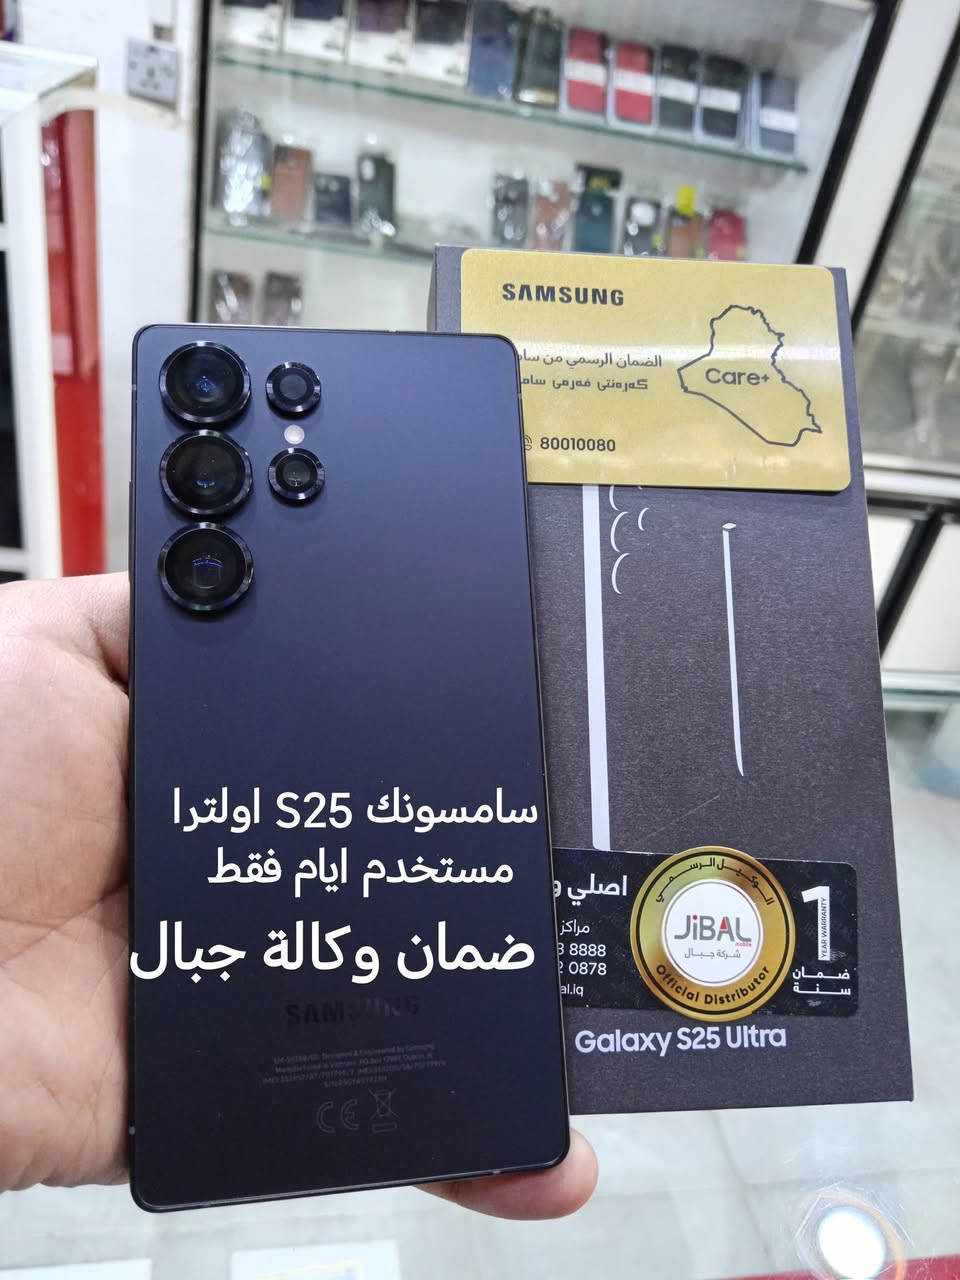 SAMSUNG
الضمان الرسمي من
گەرەنتی فەرمی
Care+
80010080
سامسونك S25 اولترا
مستخدم ايام فقط
ضمان وكالة جبال
SAMSUNG
اصلي و
مراكز
8888
0878
al.iq
الوكيل الرسمي
JIBAL
mobile
شركة جبال
Official Distributor
1
YEAR WARRANTY
ضمان
سنة
Galaxy S25 Ultra